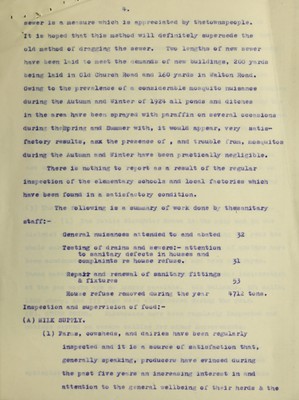 4.
sewer is a measure which is appreciated by thetownspeople.
It is hoped that this method will definitely supersede the
old method of dragging the sewer. Two lengths of new sewer
have been laid to meet the demands of new buildings, 200 yards
being laid in Old Church Road and 160 yards in Walton Road.
Owing to the prevalence of a considerable mosquito nuisance
during the Autumn and Winter of 1924 all ponds and ditches
in the area have been sprayed with paraffin on several occasions
during theSpring and Summer with, it would appear, very satis-
factory results, as the presence of , and trouble from, mosquitos
during the Autumn and Winter have been practically negligible.
There is nothing to report as a result of the regular
inspection of the elementary schools and local factories which
have been found in a satisfactory condition.
The following is a summary of work done by thesanitary
staff:-
General nuisances attended to and abated 32
Testing of drains and sewers:- attention
to sanitary defects in houses and
complaints re house refuse. 31
Repair and renewal of sanitary fittings
& fixtures 53
House refuse removed during the year 4712 tons.
Inspection and supervision of food:-
(A) MILK SUPPLY.
(1) Farms, cowsheds, and dairies have been regularly
inspected and it is a source of satisfaction that,
generally speaking, producers have evinced during
the past five years an increasing interest in and
attention to the general wellbeing of their herds & the